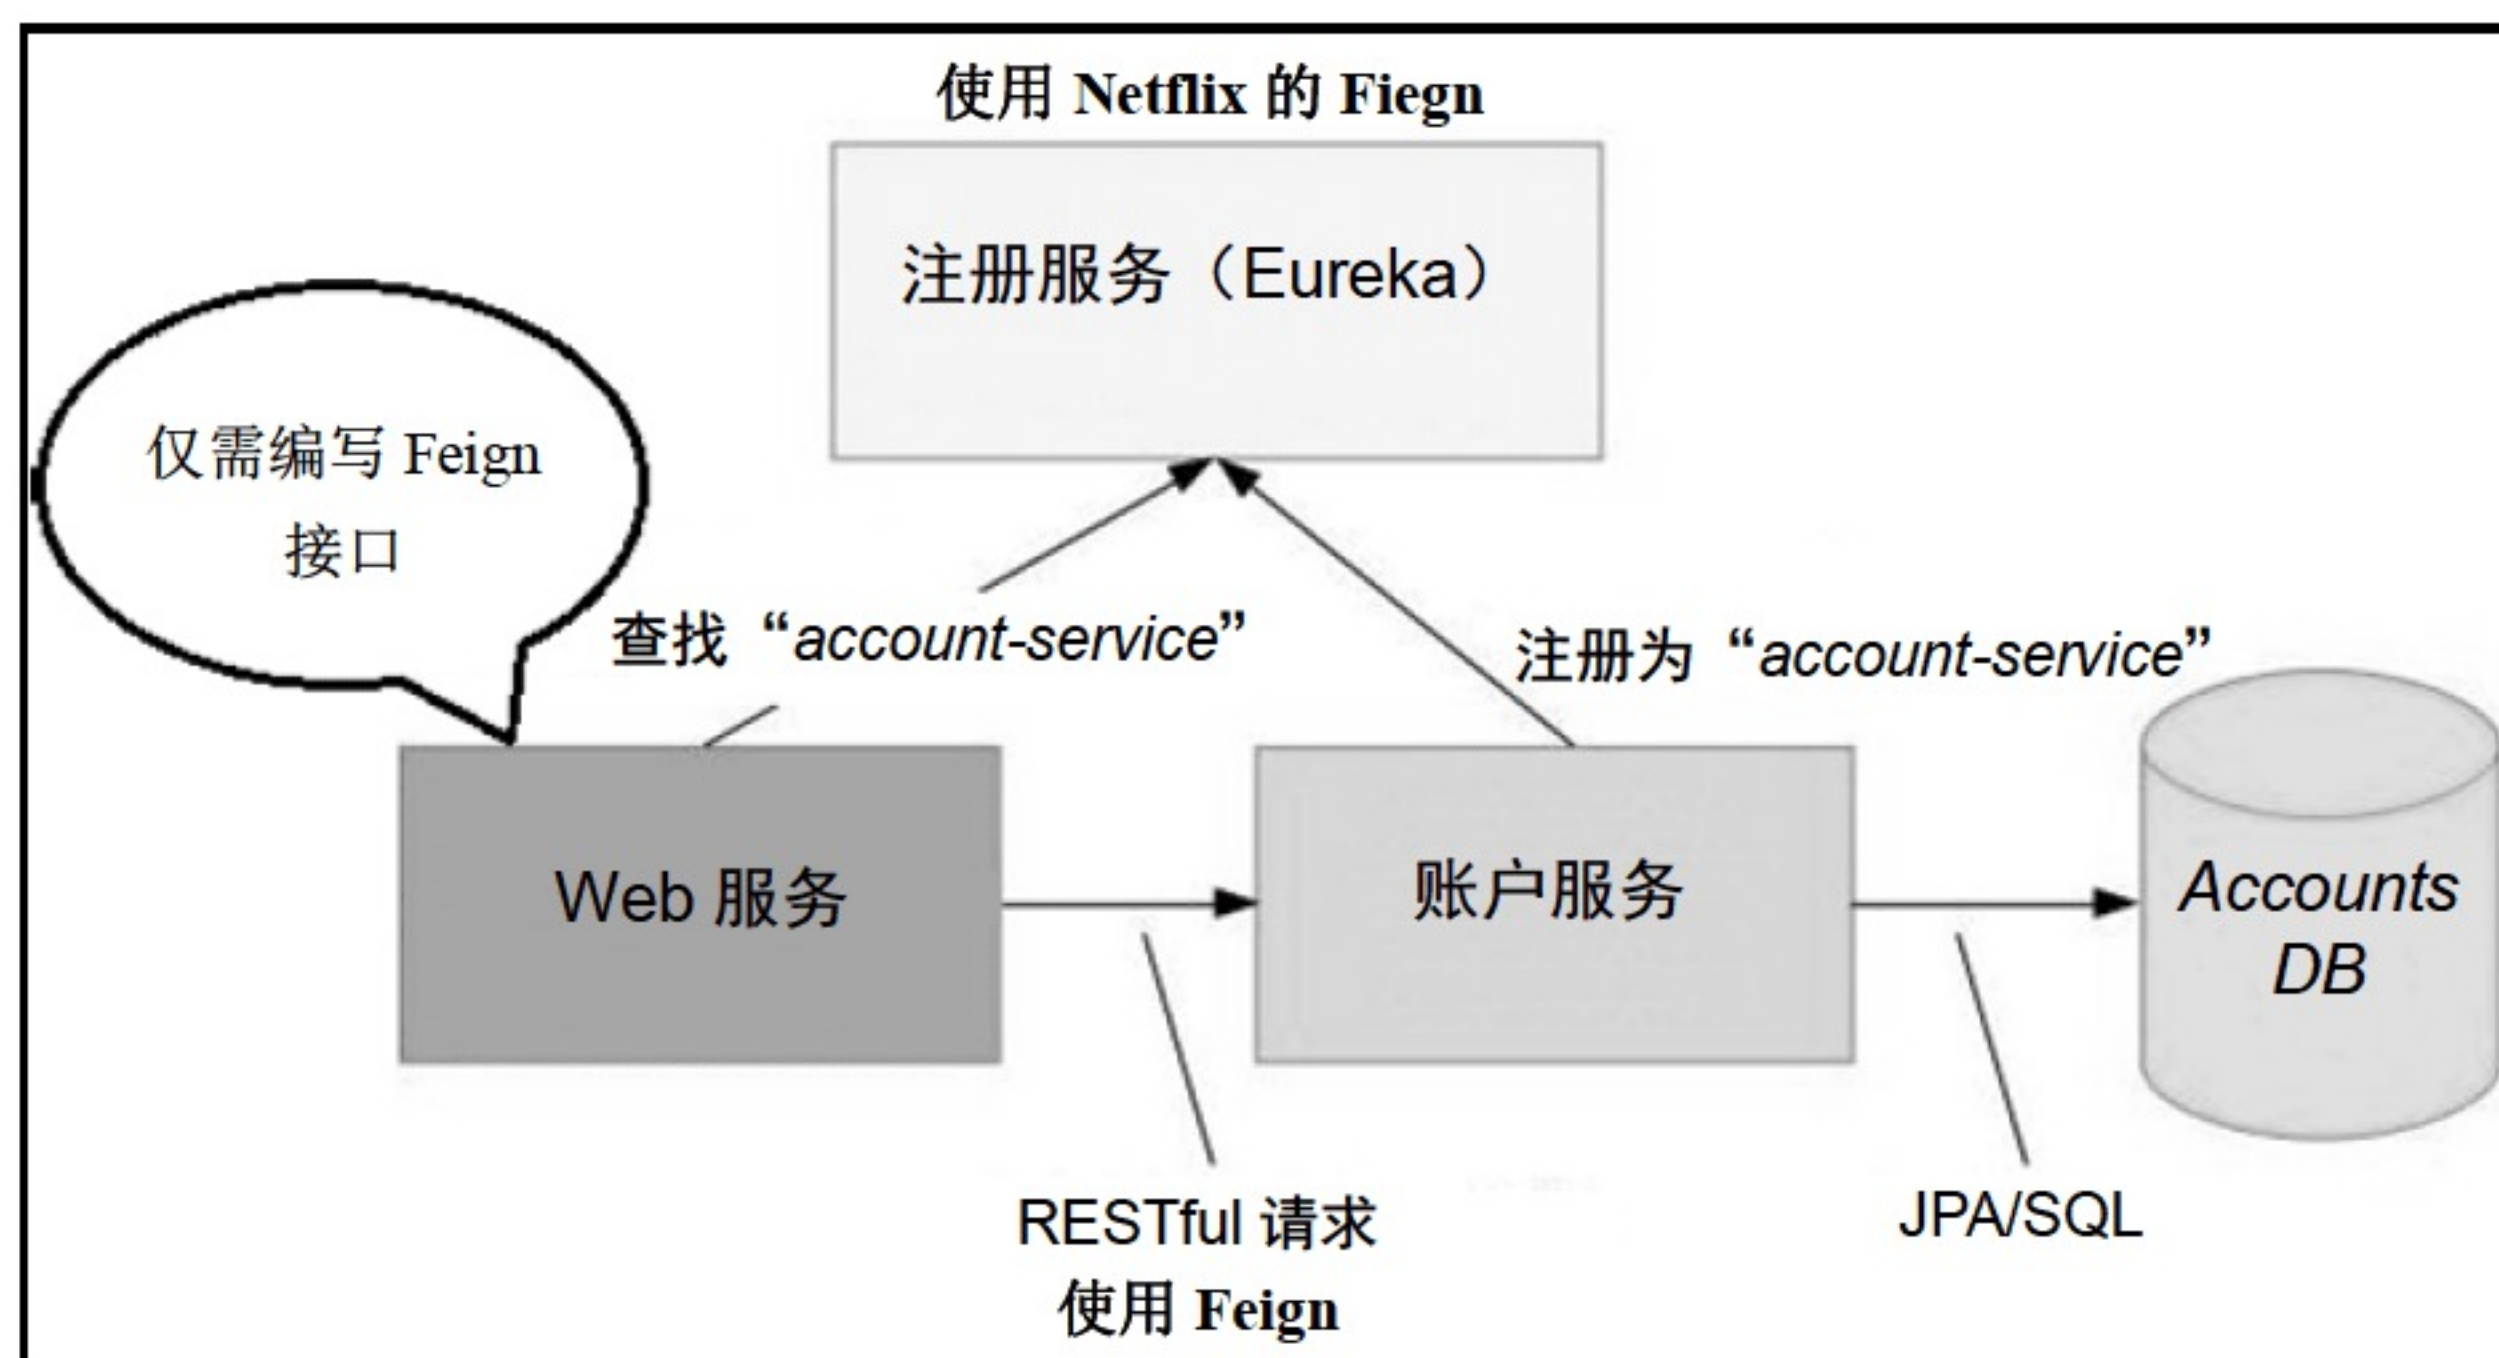 使用 Netflix 的 Fiegn
注册服务（Eureka）
仅需编写 Feign
接口
查找“account-service”
注册为“account-service”
Web 服务
账户服务
Accounts
DB
RESTful 请求
使用 Feign
JPA/SQL